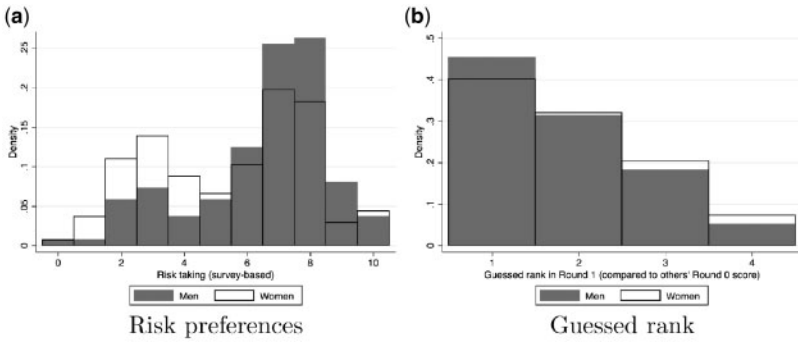 (a)
Density
0 .05 .1 .15 .2 .25
0 2 4 6 8 10
Risk taking (survey-based)
Men Women
Risk preferences
(b)
Density
0 .1 .2 .3 .4 .5
1 2 3 4
Guessed rank in Round 1 (compared to others' Round 0 score)
Men Women
Guessed rank